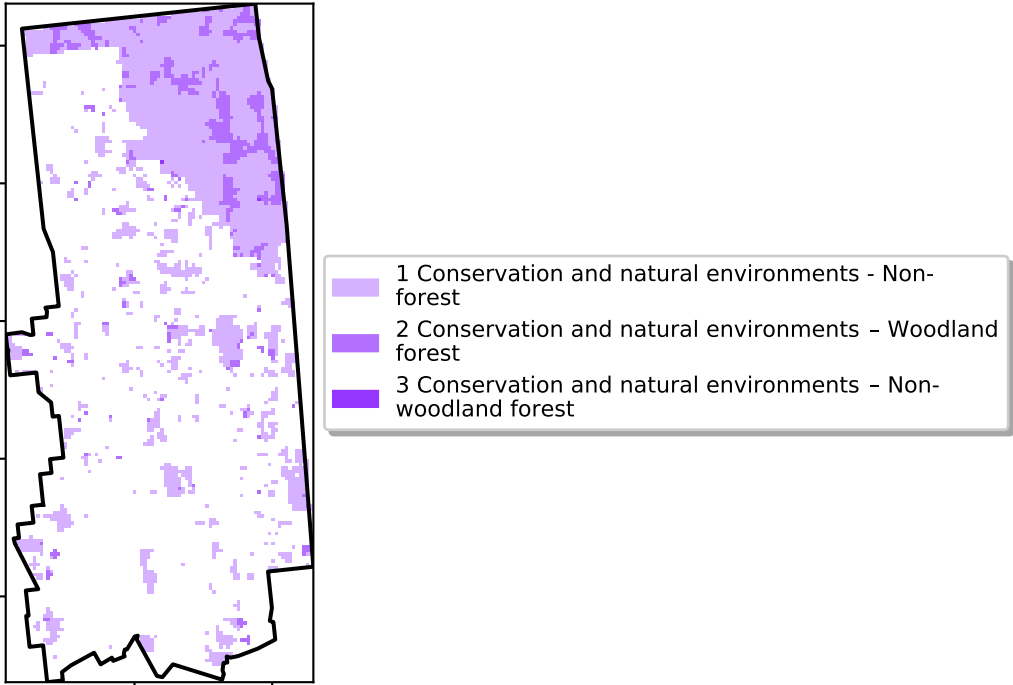 1 Conservation and natural environments - Non-
forest
2 Conservation and natural environments – Woodland
forest
3 Conservation and natural environments – Non-
woodland forest